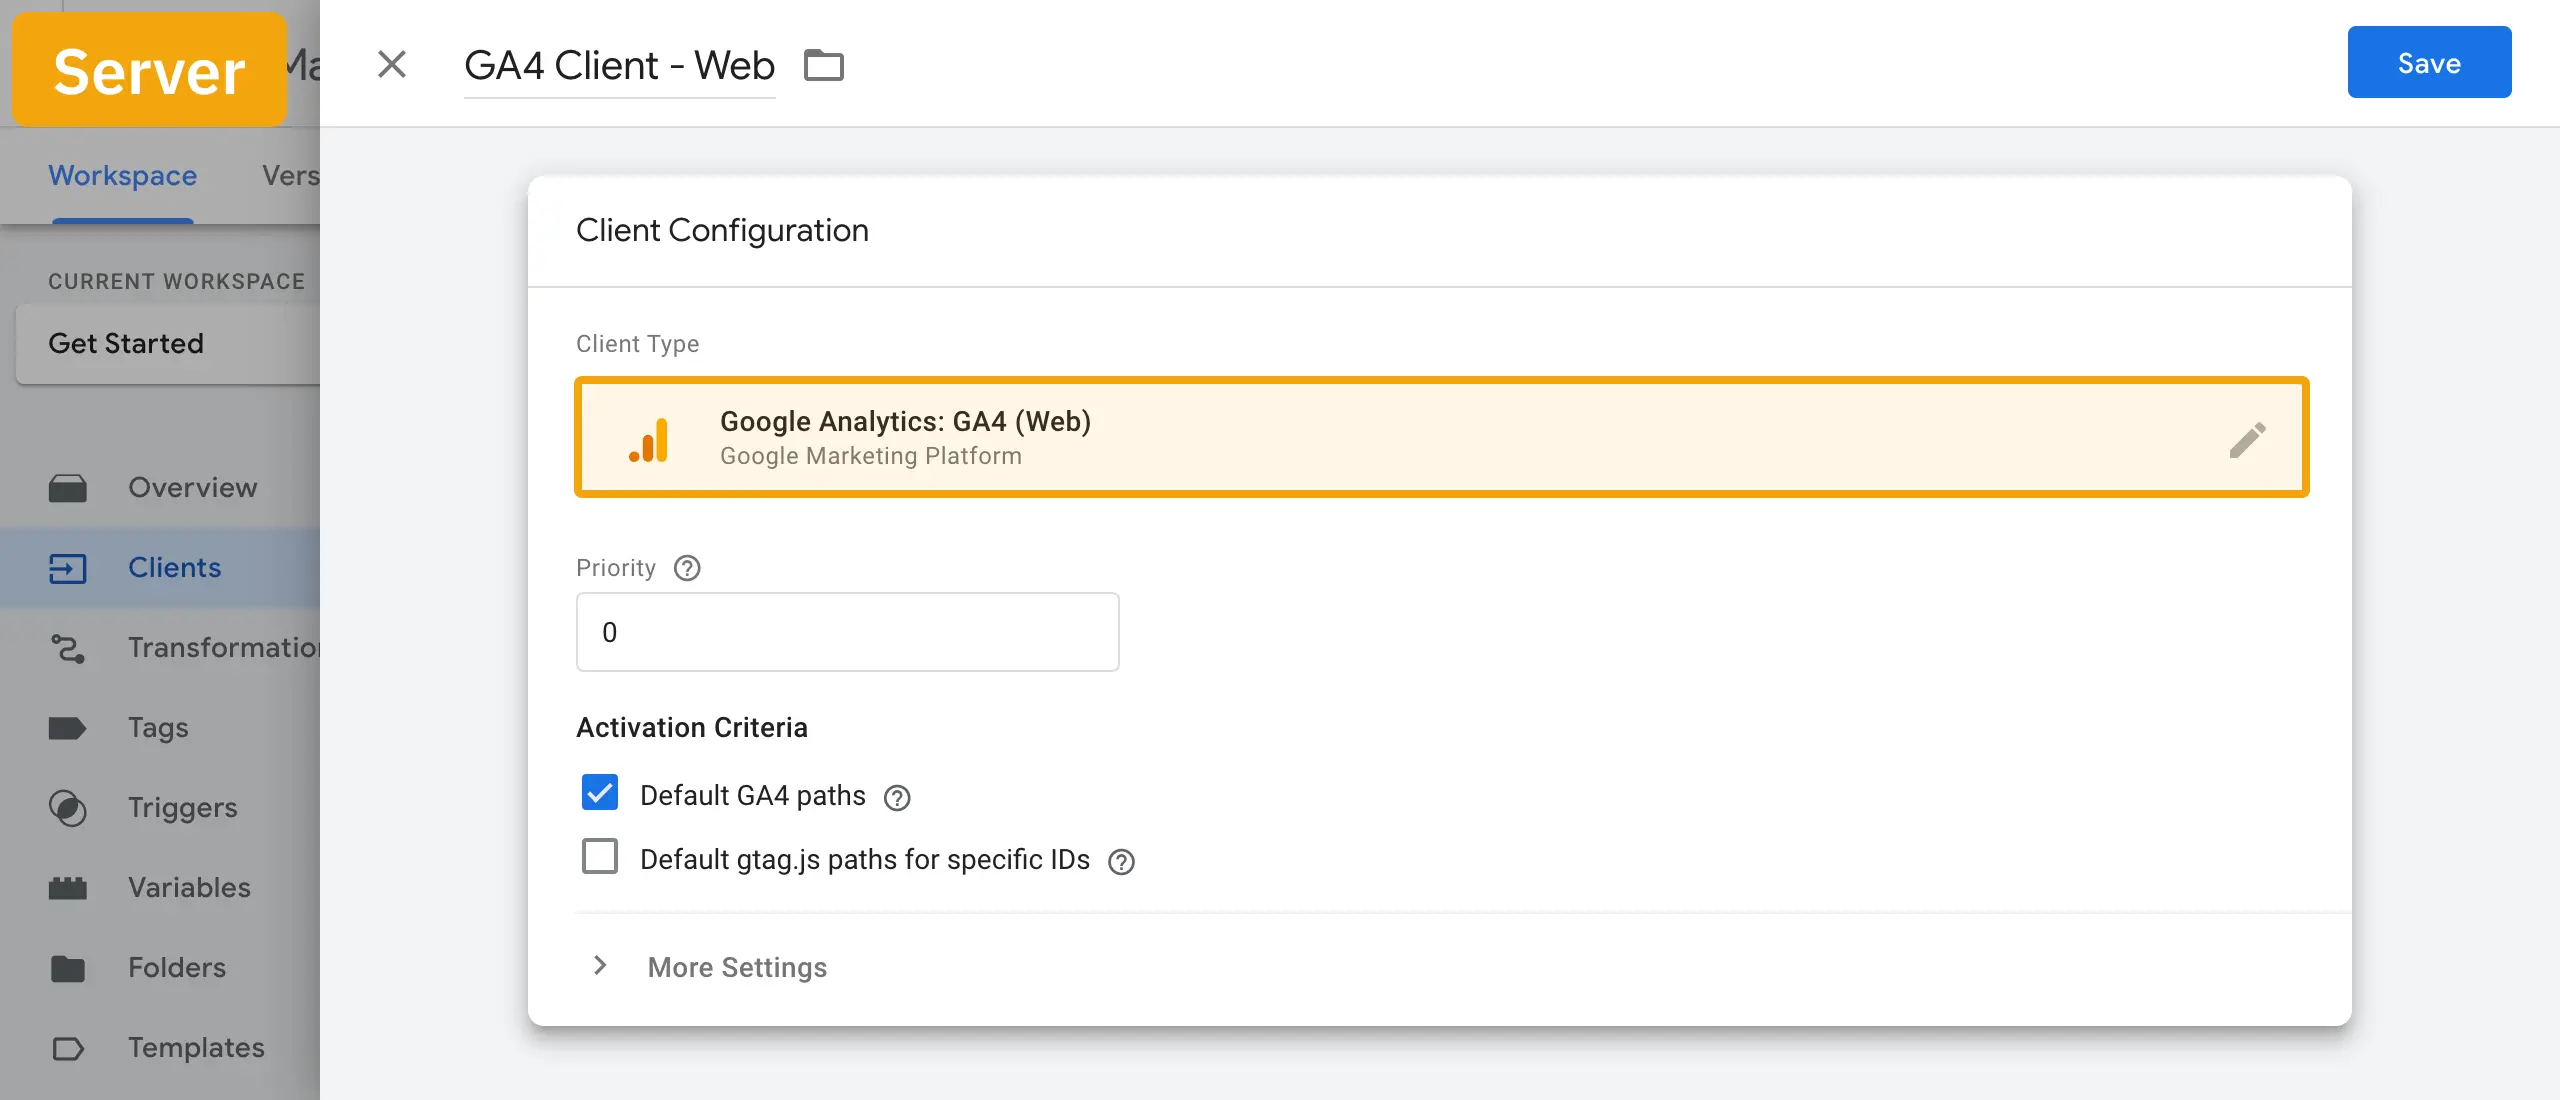 Server
Ma
GA4 Client - Web
Save
Workspace
Vers
CURRENT WORKSPACE
Get Started
Overview
Clients
Transformation
Tags
Triggers
Variables
Folders
Templates
Client Configuration
Client Type
Google Analytics: GA4 (Web)
Google Marketing Platform
Priority
0
Activation Criteria
Default GA4 paths
Default gtag.js paths for specific IDs
More Settings